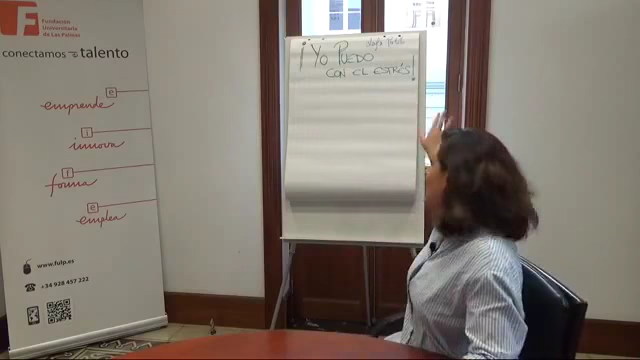 Fundación
Universitaria
de Las Palmas
conectamos talento
emprende
e
innova
i
forma
f
emplea
e
www.fulp.es
+34 928 457 222
¡YO PUEDO
CON EL ESTRÉS!